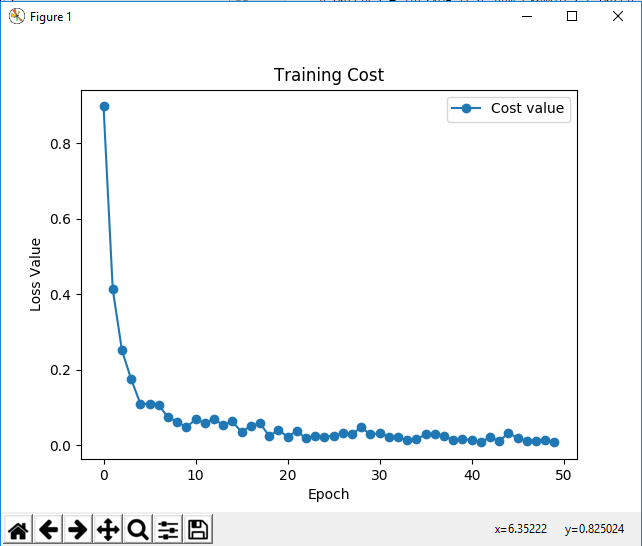 Figure 1
Training Cost
Cost value
0.8
0.6
0.4
0.2
0.0
Loss Value
0 10 20 30 40 50
Epoch
x=6.35222 y=0.825024